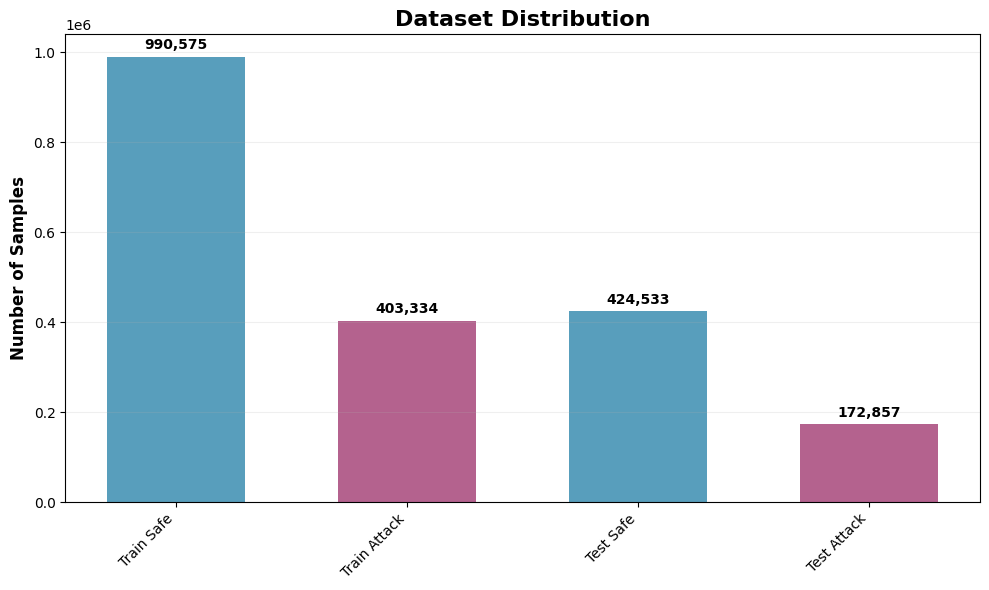 Dataset Distribution
1e6
Number of Samples
1.0
0.8
0.6
0.4
0.2
0.0
990,575
403,334
424,533
172,857
Train Safe
Train Attack
Test Safe
Test Attack